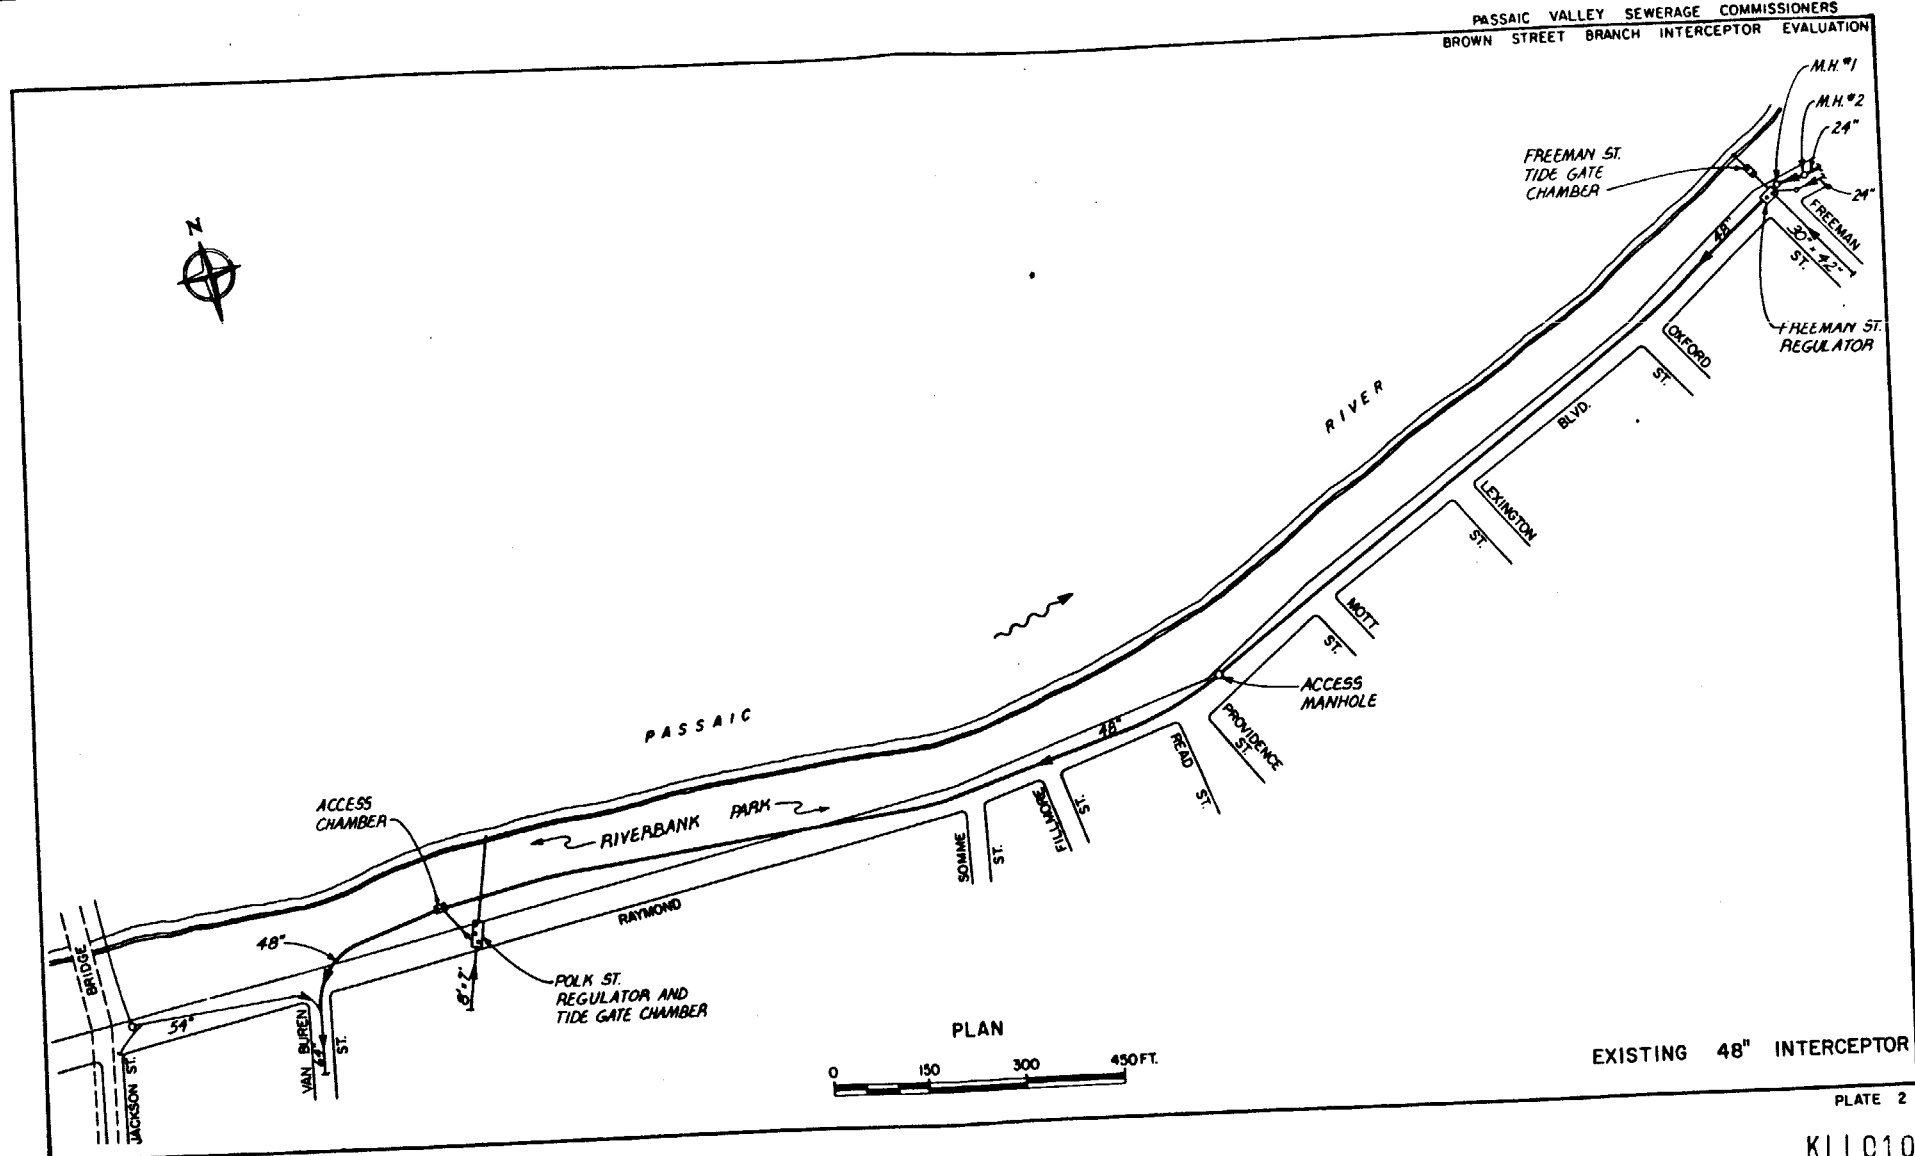 PASSAIC VALLEY SEWERAGE COMMISSIONERS
BROWN STREET BRANCH INTERCEPTOR EVALUATION
M.H. #1
M.H. #2
24"
24"
FREEMAN ST.
TIDE GATE
CHAMBER
FREEMAN
ST.
30" x 42"
48"
FREEMAN ST.
REGULATOR
N
OXFORD
ST.
BLVD.
RIVER
LEXINGTON
ST.
MOTT
ST.
ACCESS
MANHOLE
PROVIDENCE
ST.
48"
READ
ST.
PASSAIC
FILLMORE
ST.
SOMME
ST.
ACCESS
CHAMBER
RIVERBANK PARK
RAYMOND
48"
BRIDGE
POLK ST.
REGULATOR AND
TIDE GATE CHAMBER
54"
VAN BUREN
ST.
JACKSON ST.
PLAN
0 150 300 450 FT.
EXISTING 48" INTERCEPTOR
PLATE 2